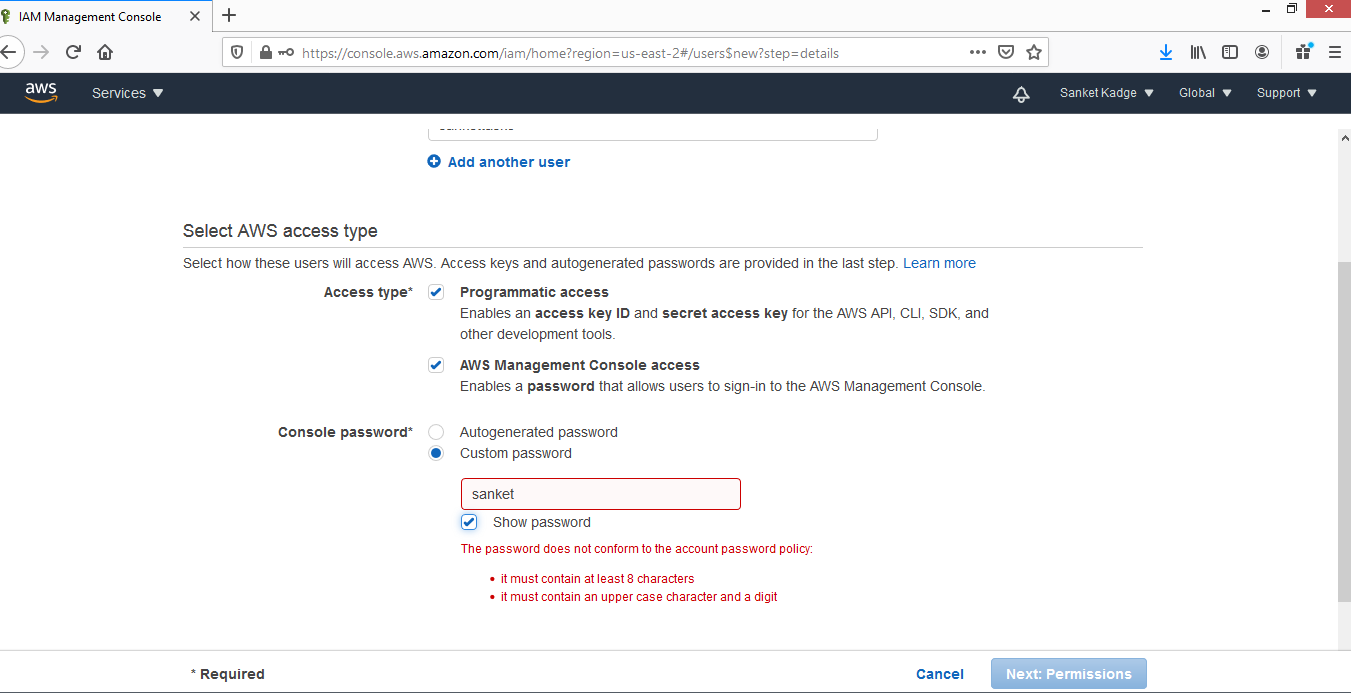 IAM Management Console
https://console.aws.amazon.com/iam/home?region=us-east-2#/users$new?step=details
aws
Services
Sanket Kadge
Global
Support
Add another user
Select AWS access type
Select how these users will access AWS. Access keys and autogenerated passwords are provided in the last step. Learn more
Access type*
Programmatic access
Enables an access key ID and secret access key for the AWS API, CLI, SDK, and
other development tools.
AWS Management Console access
Enables a password that allows users to sign-in to the AWS Management Console.
Console password*
Autogenerated password
Custom password
sanket
Show password
The password does not conform to the account password policy:
• it must contain at least 8 characters
• it must contain an upper case character and a digit
* Required
Cancel
Next: Permissions